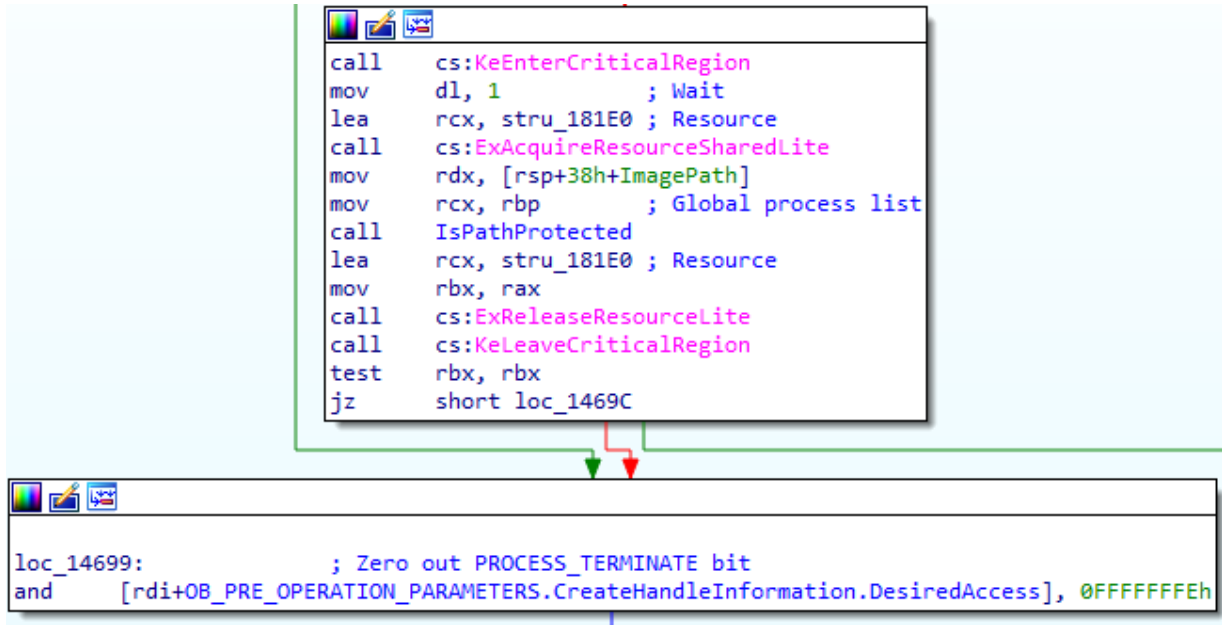 call    cs:KeEnterCriticalRegion
mov     dl, 1           ; Wait
lea     rcx, stru_181E0 ; Resource
call    cs:ExAcquireResourceSharedLite
mov     rdx, [rsp+38h+ImagePath]
mov     rcx, rbp        ; Global process list
call    IsPathProtected
lea     rcx, stru_181E0 ; Resource
mov     rbx, rax
call    cs:ExReleaseResourceLite
call    cs:KeLeaveCriticalRegion
test    rbx, rbx
jz      short loc_1469C
loc_14699:              ; Zero out PROCESS_TERMINATE bit
and     [rdi+OB_PRE_OPERATION_PARAMETERS.CreateHandleInformation.DesiredAccess], 0FFFFFFFEh